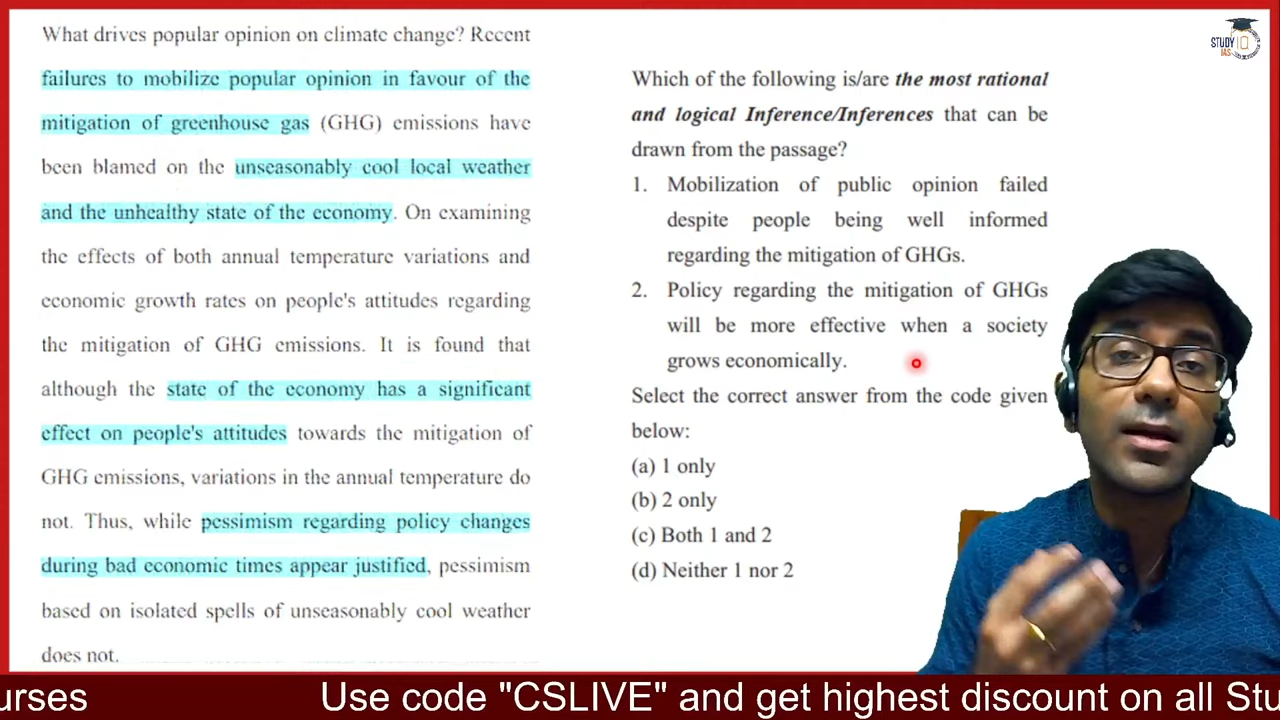 What drives popular opinion on climate change? Recent
failures to mobilize popular opinion in favour of the
mitigation of greenhouse gas (GHG) emissions have
been blamed on the unseasonably cool local weather
and the unhealthy state of the economy. On examining
the effects of both annual temperature variations and
economic growth rates on people's attitudes regarding
the mitigation of GHG emissions. It is found that
although the state of the economy has a significant
effect on people's attitudes towards the mitigation of
GHG emissions, variations in the annual temperature do
not. Thus, while pessimism regarding policy changes
during bad economic times appear justified, pessimism
based on isolated spells of unseasonably cool weather
does not.
STUDY IQ
IAS
Which of the following is/are the most rational
and logical Inference/Inferences that can be
drawn from the passage?
1. Mobilization of public opinion failed
despite people being well informed
regarding the mitigation of GHGs.
2. Policy regarding the mitigation of GHGs
will be more effective when a society
grows economically.
Select the correct answer from the code given
below:
(a) 1 only
(b) 2 only
(c) Both 1 and 2
(d) Neither 1 nor 2
urses Use code "CSLIVE" and get highest discount on all Stu